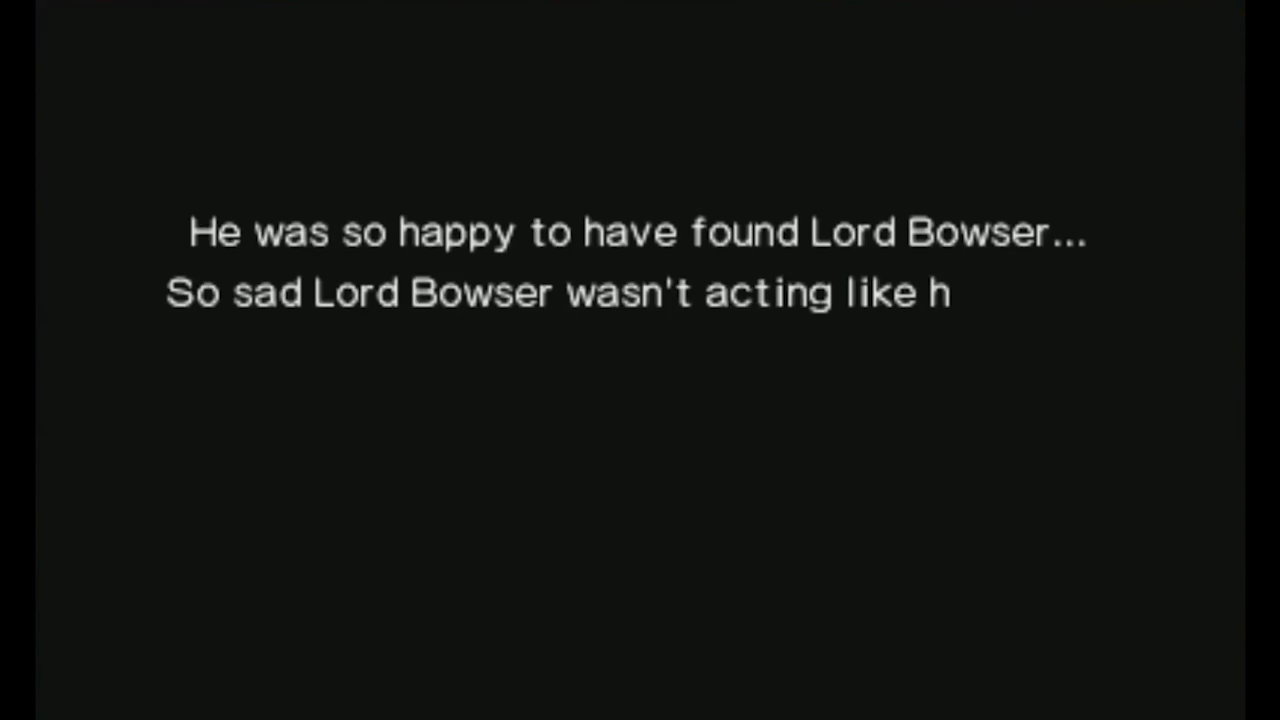 He was so happy to have found Lord Bowser...
So sad Lord Bowser wasn't acting like h